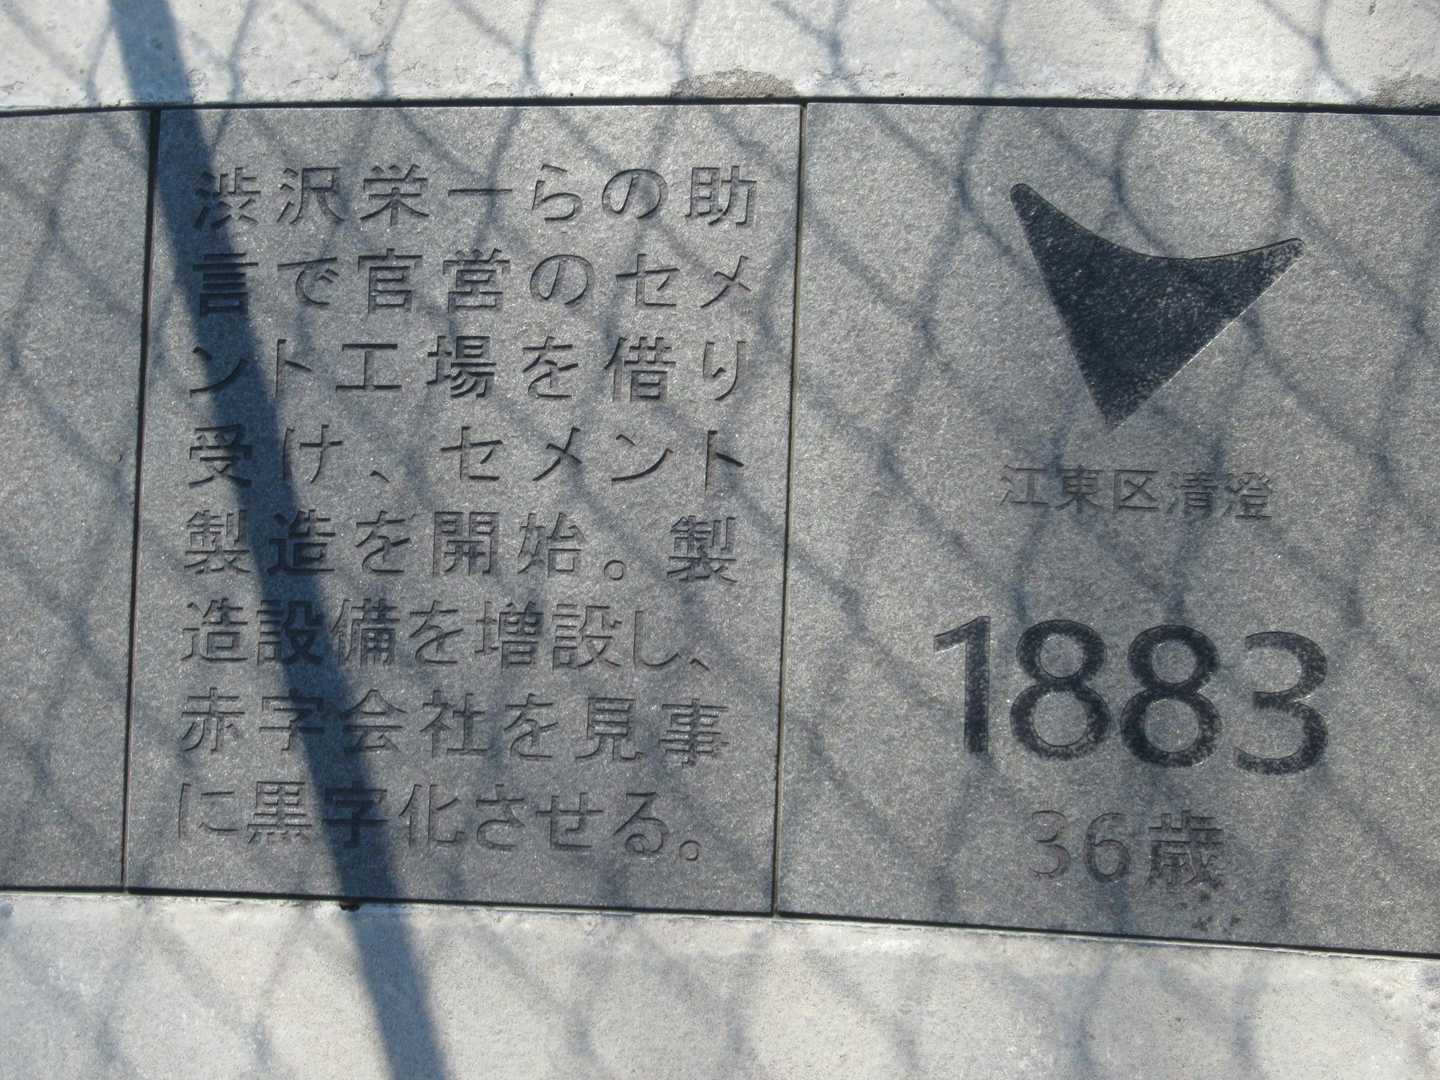 渋沢栄一らの助
言で官営のセメ
ント工場を借り
受け、セメント
製造を開始。製
造設備を増設し、
赤字会社を見事
に黒字化させる。
江東区清澄
1883
36歳